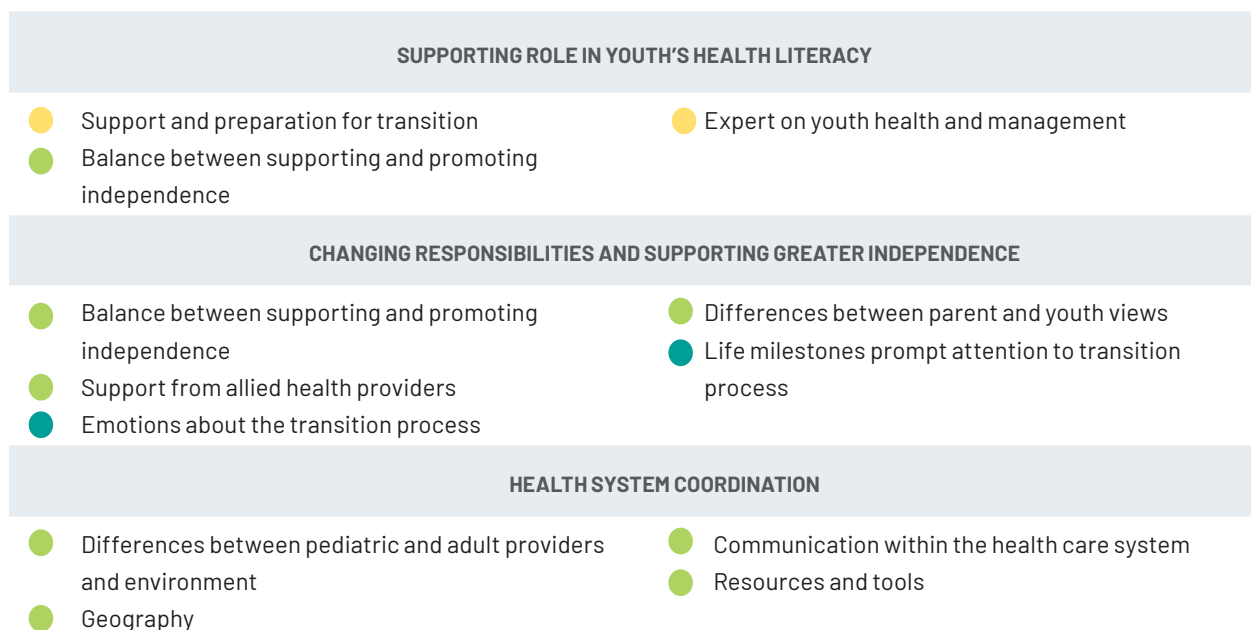 SUPPORTING ROLE IN YOUTH'S HEALTH LITERACY
Support and preparation for transition
Balance between supporting and promoting
independence
Expert on youth health and management
CHANGING RESPONSIBILITIES AND SUPPORTING GREATER INDEPENDENCE
Balance between supporting and promoting
independence
Support from allied health providers
Emotions about the transition process
Differences between parent and youth views
Life milestones prompt attention to transition
process
HEALTH SYSTEM COORDINATION
Differences between pediatric and adult providers
and environment
Geography
Communication within the health care system
Resources and tools